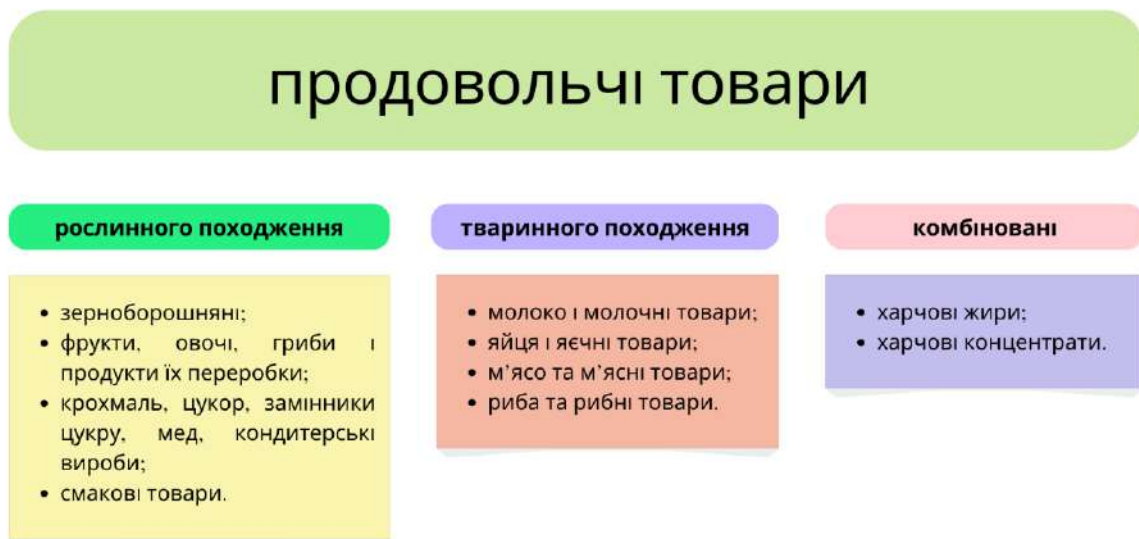 продовольчі товари
рослинного походження
• зерноборошняні;
• фрукти, овочі, гриби і
продукти їх переробки;
• крохмаль, цукор, замінники
цукру, мед, кондитерські
вироби;
• смакові товари.
тваринного походження
• молоко і молочні товари;
• яйця і яєчні товари;
• м’ясо та м’ясні товари;
• риба та рибні товари.
комбіновані
• харчові жири;
• харчові концентрати.